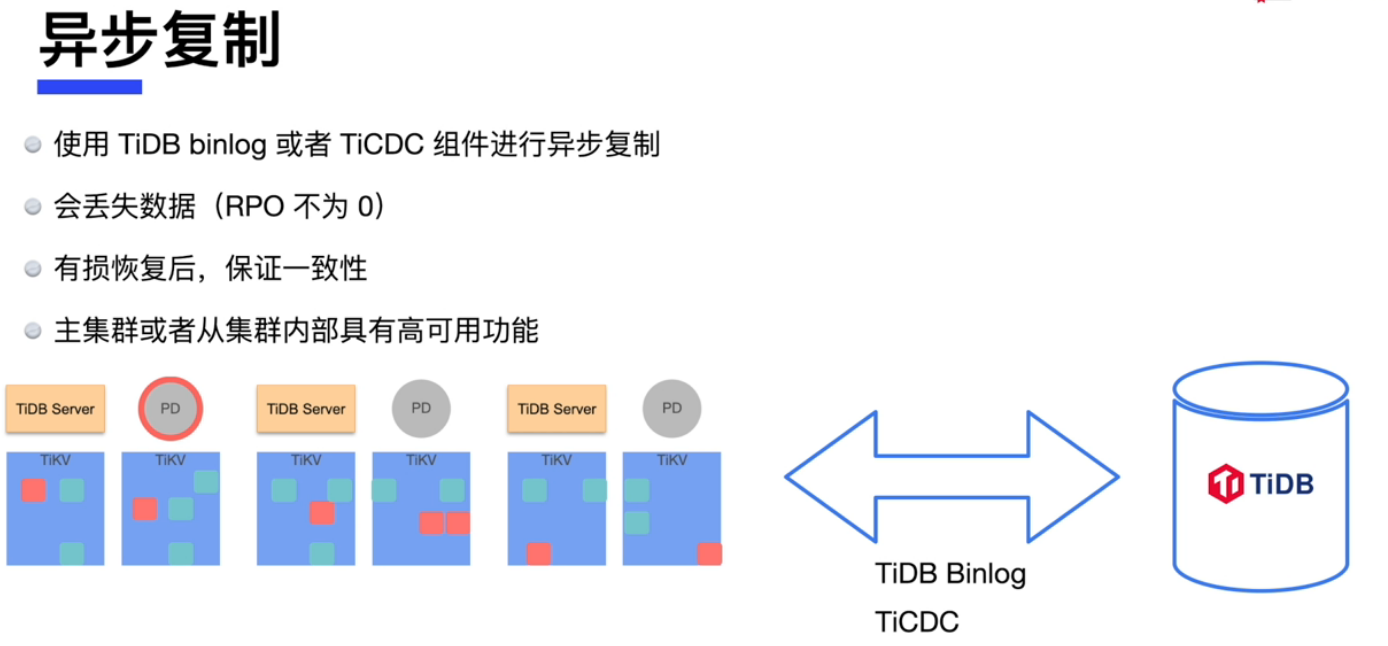 异步复制
使用 TiDB binlog 或者 TiCDC 组件进行异步复制
会丢失数据（RPO 不为 0）
有损恢复后，保证一致性
主集群或者从集群内部具有高可用功能
TiDB Server
PD
TiDB Server
PD
TiDB Server
PD
TiKV
TiKV
TiKV
TiKV
TiKV
TiKV
TiDB
TiDB Binlog
TiCDC